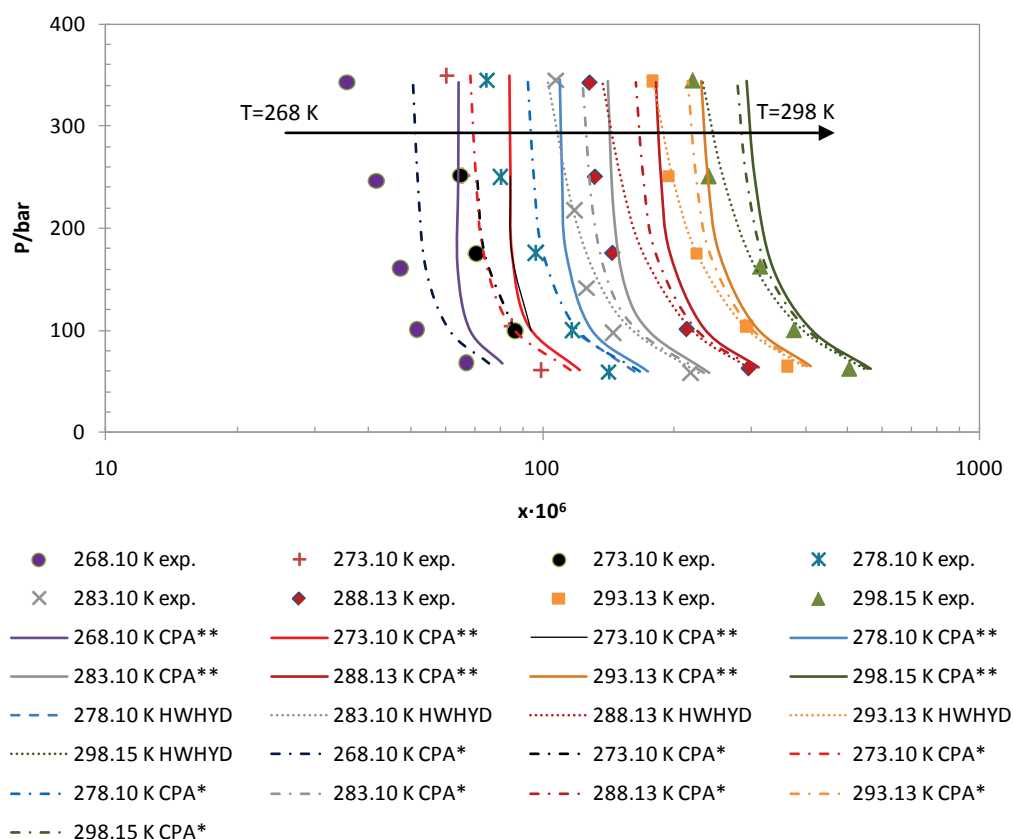 400
300
200
100
0
P/bar
T=268 K
T=298 K
10
100
1000
x·10⁶
268.10 K exp.
273.10 K exp.
273.10 K exp.
278.10 K exp.
283.10 K exp.
288.13 K exp.
293.13 K exp.
298.15 K exp.
268.10 K CPA**
273.10 K CPA**
273.10 K CPA**
278.10 K CPA**
283.10 K CPA**
288.13 K CPA**
293.13 K CPA**
298.15 K CPA**
278.10 K HWHYD
283.10 K HWHYD
288.13 K HWHYD
293.13 K HWHYD
298.15 K HWHYD
268.10 K CPA*
273.10 K CPA*
273.10 K CPA*
278.10 K CPA*
283.10 K CPA*
288.13 K CPA*
293.13 K CPA*
298.15 K CPA*